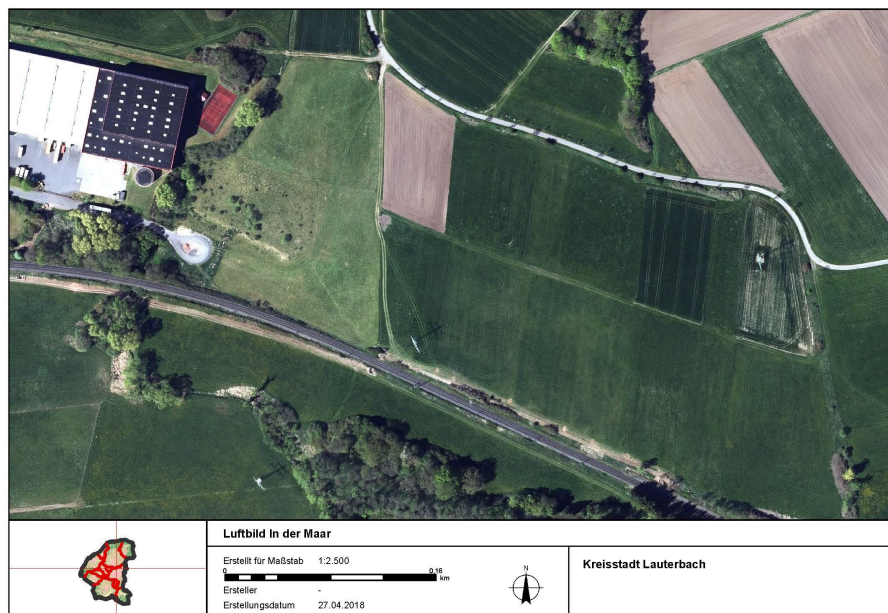 Luftbild In der Maar
Erstellt für Maßstab 1:2.500
0 0,16
km
Ersteller -
Erstellungsdatum 27.04.2018
N
Kreisstadt Lauterbach